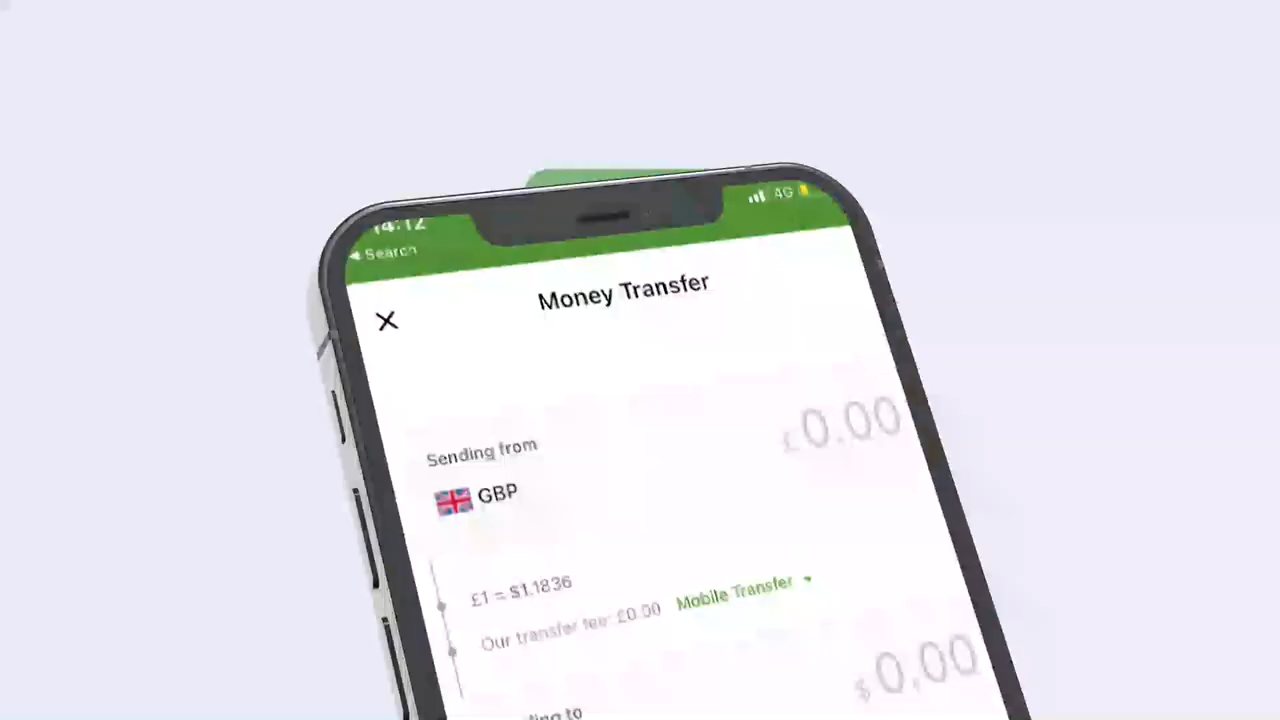 14:12
4G
Search
Money Transfer
£0.00
Sending from
GBP
£1 = $1.1836
Our transfer fee: £0.00 Mobile Transfer
$0.00
to